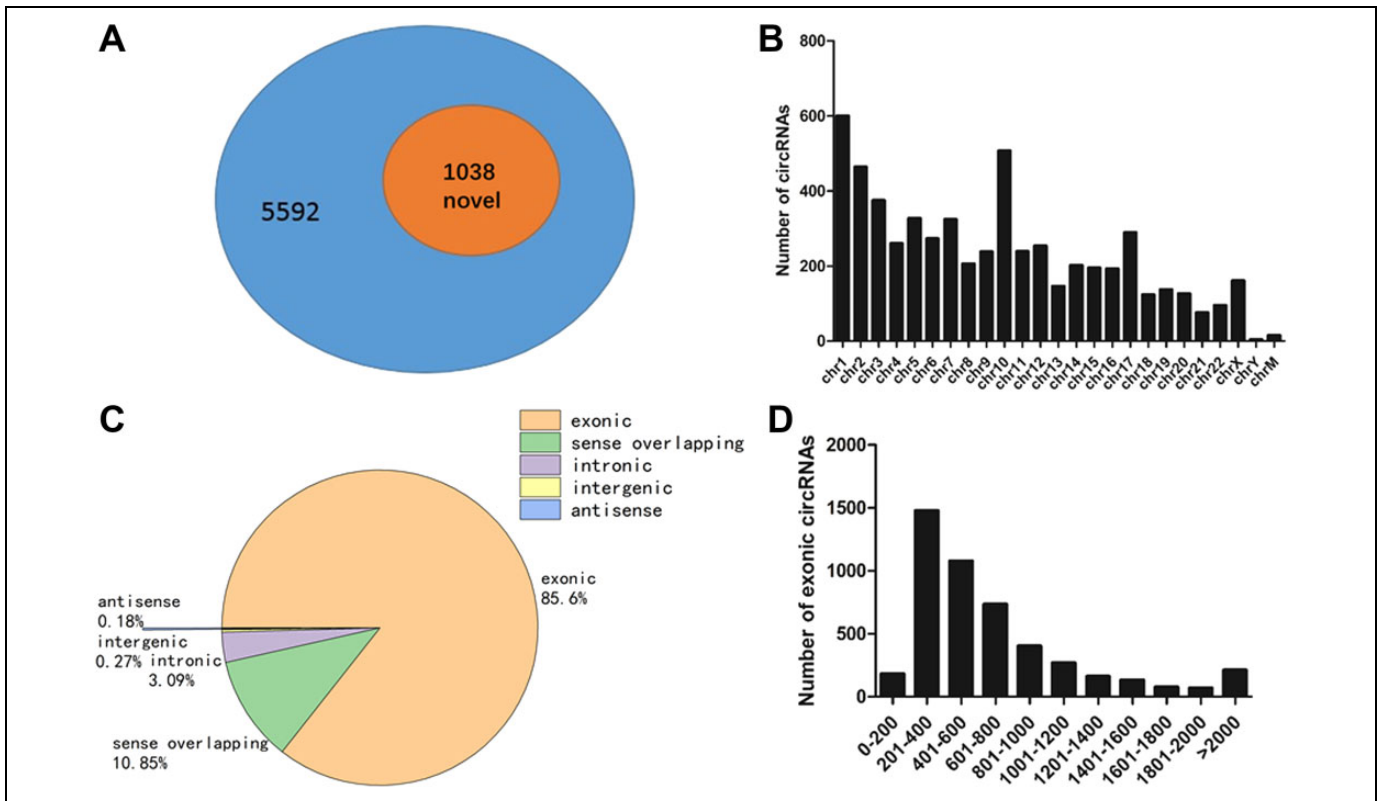 A
5592
1038
novel
B
Number of circRNAs
800
600
400
200
0
chr1
chr2
chr3
chr4
chr5
chr6
chr7
chr8
chr9
chr10
chr11
chr12
chr13
chr14
chr15
chr16
chr17
chr18
chr19
chr20
chr21
chr22
chrX
chrY
chrM
C
exonic
sense overlapping
intronic
intergenic
antisense
exonic
85.6%
antisense
0.18%
intergenic
0.27% intronic
3.09%
sense overlapping
10.85%
D
Number of exonic circRNAs
2000
1500
1000
500
0
0-200
201-400
401-600
601-800
801-1000
1001-1200
1201-1400
1401-1600
1601-1800
1801-2000
>2000